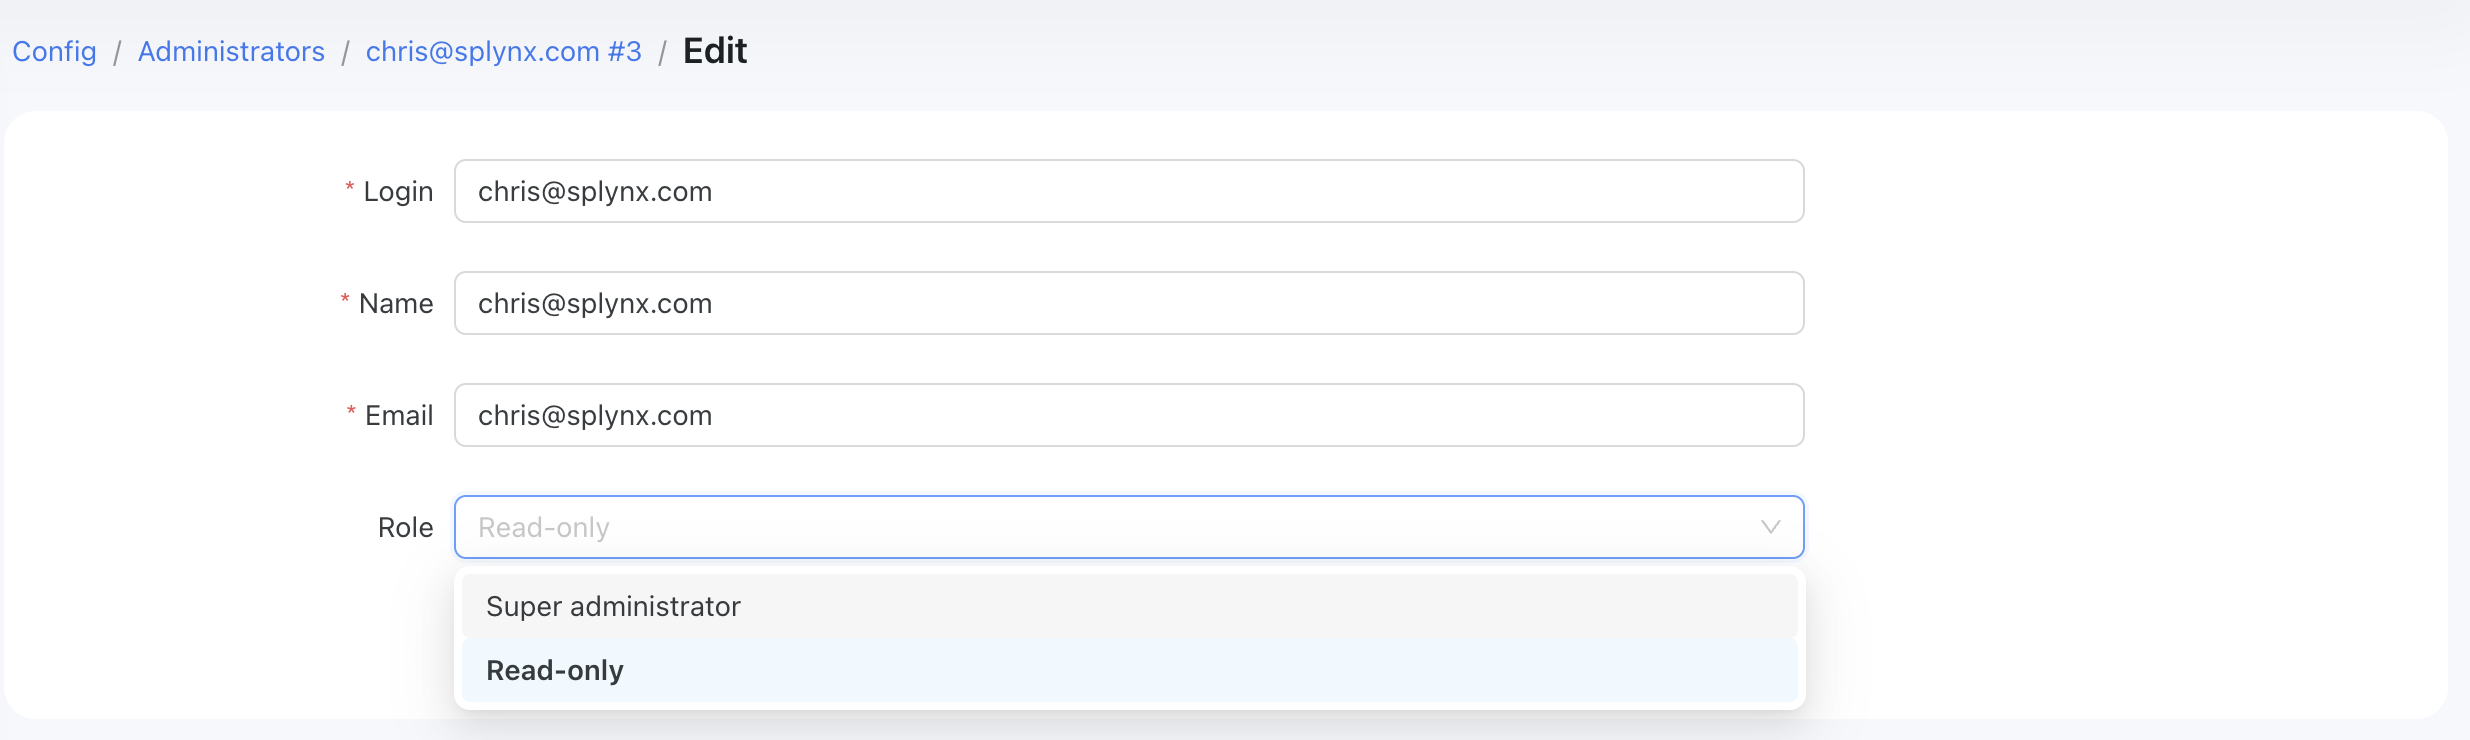 Config / Administrators / chris@splynx.com #3 / Edit
* Login chris@splynx.com
* Name chris@splynx.com
* Email chris@splynx.com
Role Read-only
Super administrator
Read-only